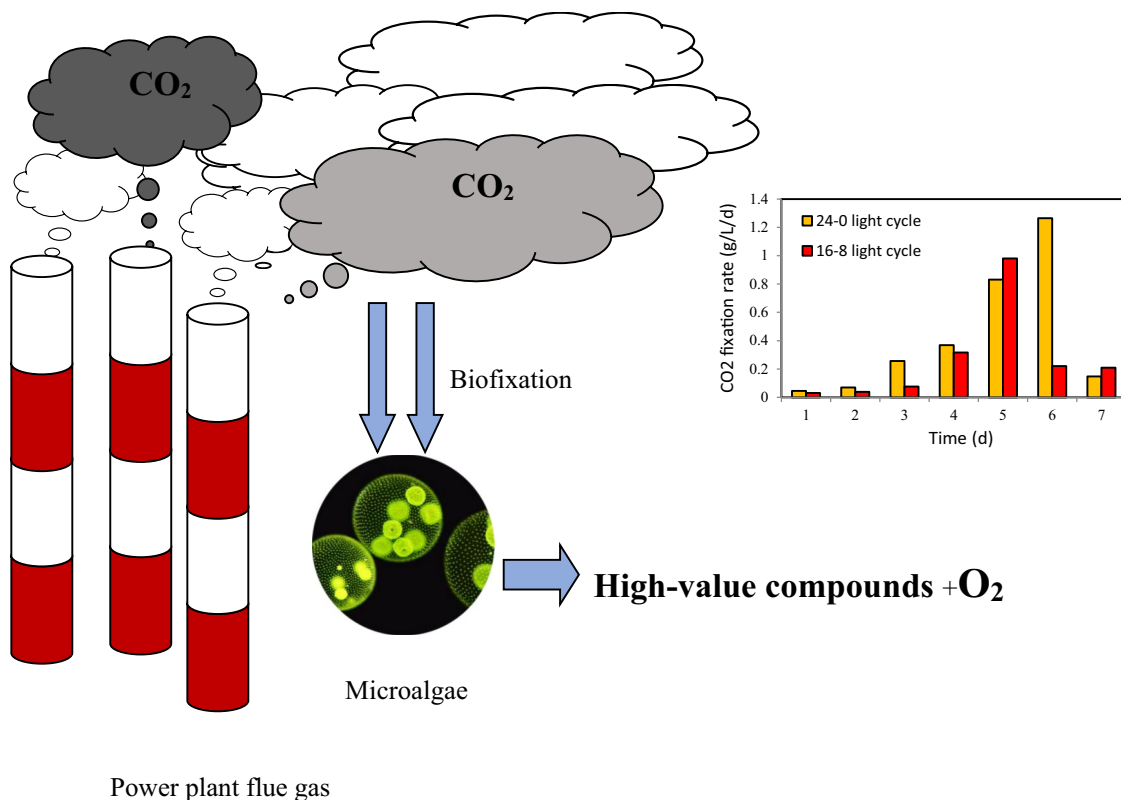 CO₂
CO₂
Biofixation
Microalgae
High-value compounds +O₂
Power plant flue gas
CO2 fixation rate (g/L/d)
1.4
1.2
1
0.8
0.6
0.4
0.2
0
24-0 light cycle
16-8 light cycle
1 2 3 4 5 6 7
Time (d)